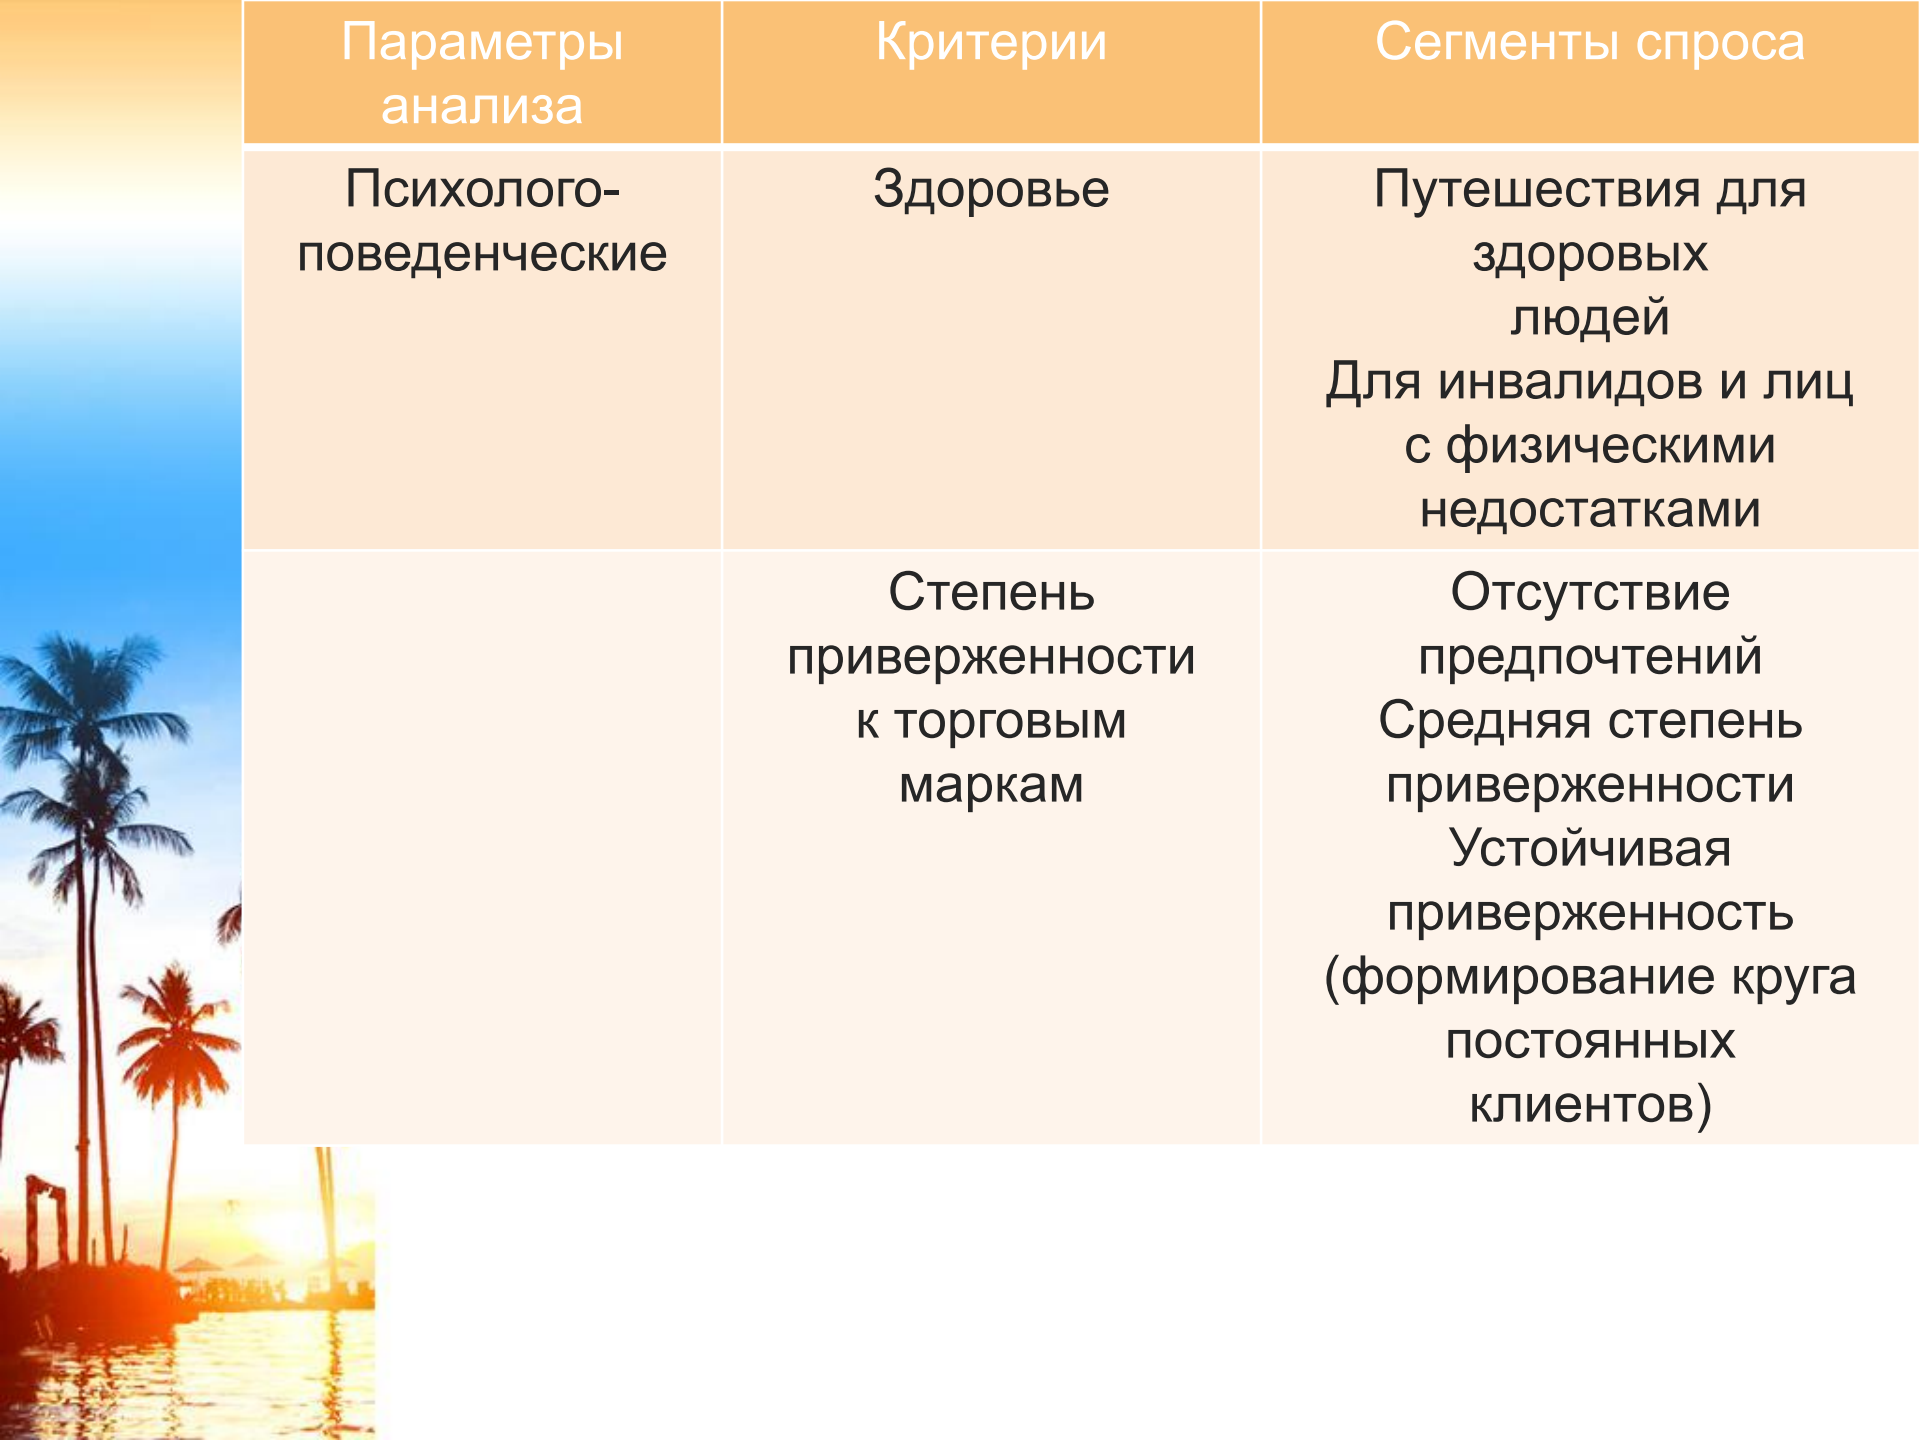 Параметры
анализа
Критерии
Сегменты спроса
Психолого-
поведенческие
Здоровье
Путешествия для
здоровых
людей
Для инвалидов и лиц
с физическими
недостатками
Степень
приверженности
к торговым
маркам
Отсутствие
предпочтений
Средняя степень
приверженности
Устойчивая
приверженность
(формирование круга
постоянных
клиентов)